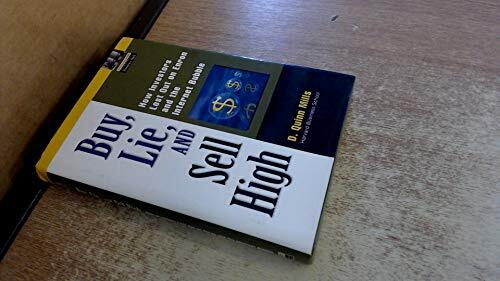 How Investors
Lost Out on Enron
and the
Internet Bubble
$ $ $ $
Buy,
Lie, AND
Sell
High
D. Quinn Mills
Harvard Business School